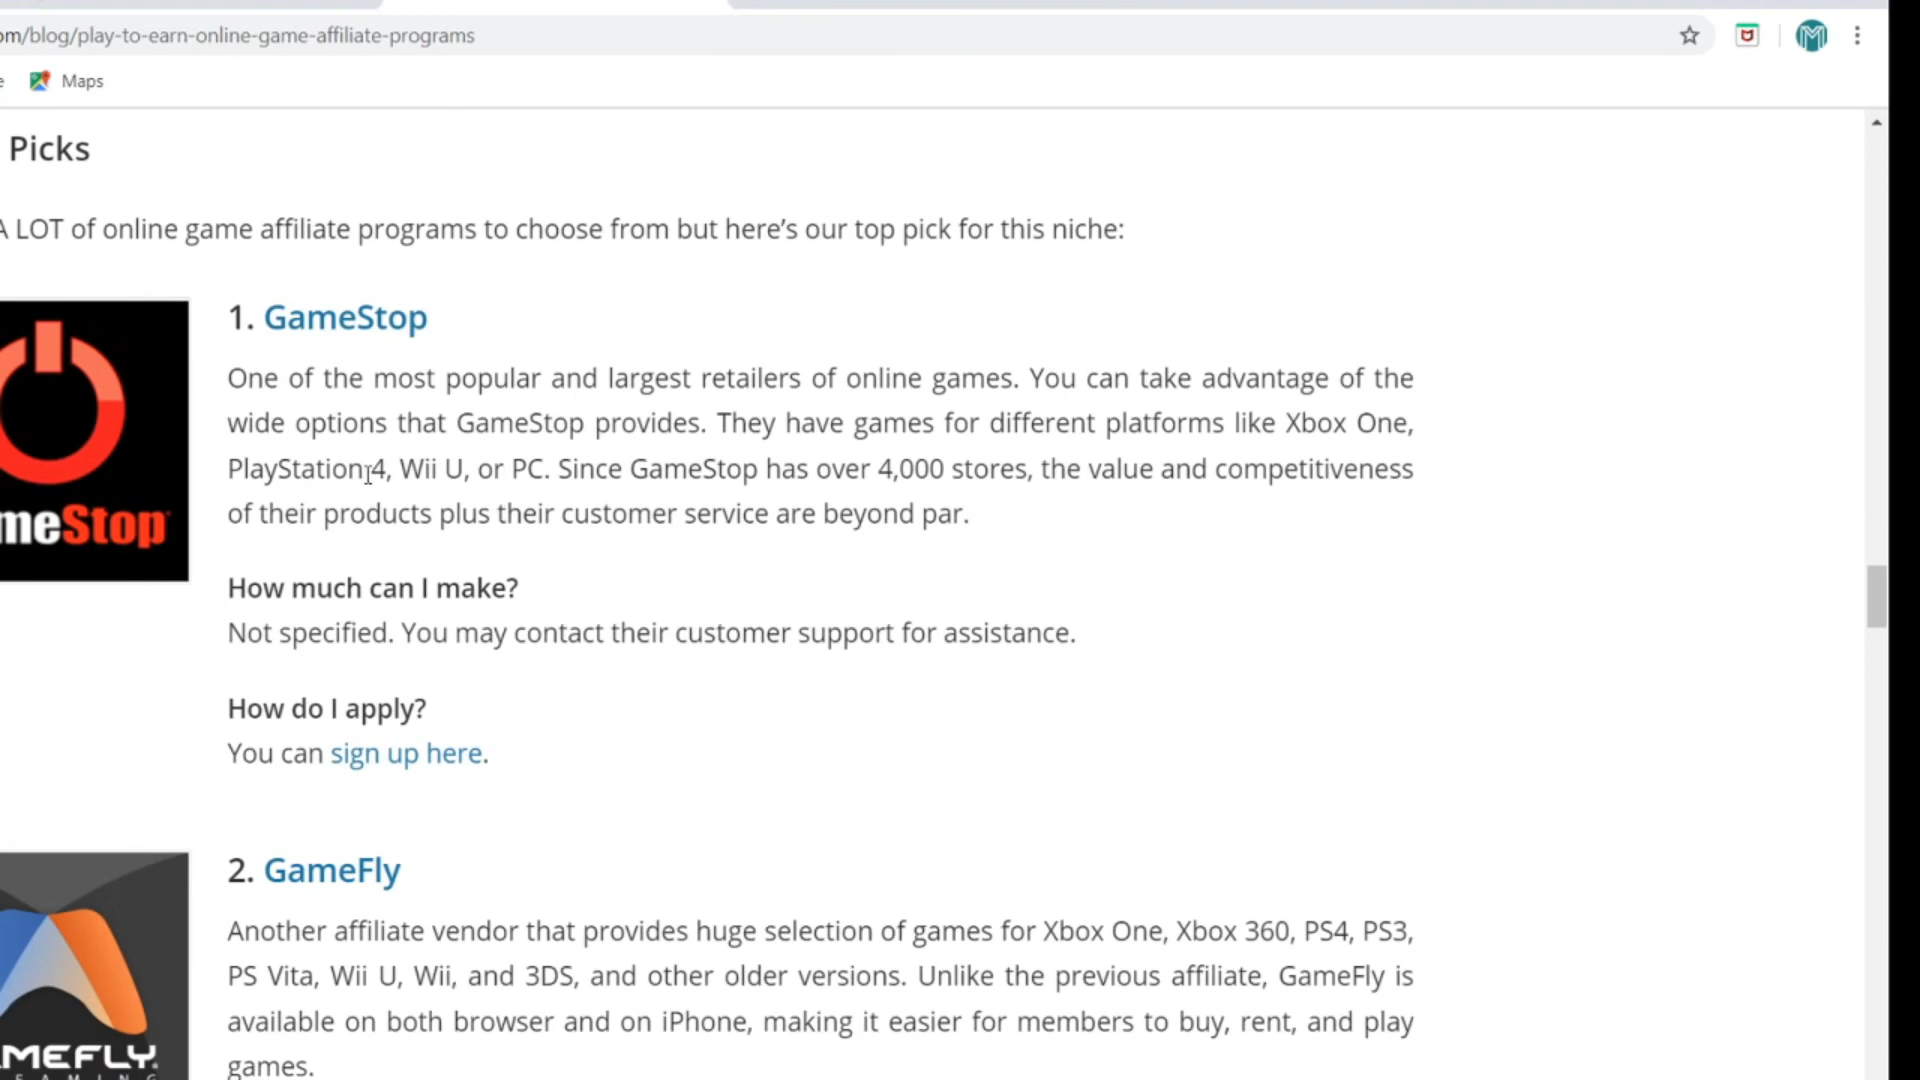 om/blog/play-to-earn-online-game-affiliate-programs
e Maps
Picks
A LOT of online game affiliate programs to choose from but here's our top pick for this niche:
1. GameStop
One of the most popular and largest retailers of online games. You can take advantage of the
wide options that GameStop provides. They have games for different platforms like Xbox One,
PlayStation 4, Wii U, or PC. Since GameStop has over 4,000 stores, the value and competitiveness
of their products plus their customer service are beyond par.
meStop
How much can I make?
Not specified. You may contact their customer support for assistance.
How do I apply?
You can sign up here.
2. GameFly
Another affiliate vendor that provides huge selection of games for Xbox One, Xbox 360, PS4, PS3,
PS Vita, Wii U, Wii, and 3DS, and other older versions. Unlike the previous affiliate, GameFly is
available on both browser and on iPhone, making it easier for members to buy, rent, and play
games.
MEFLY